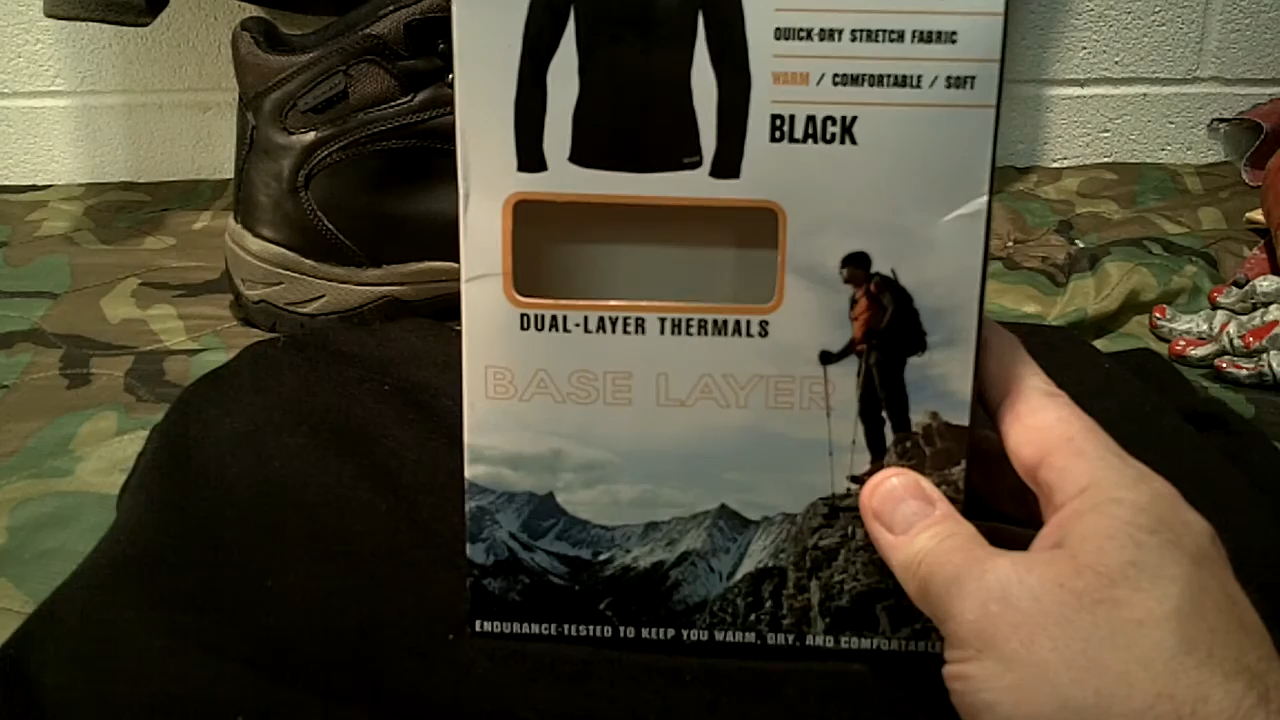 QUICK-DRY STRETCH FABRIC
WARM / COMFORTABLE / SOFT
BLACK
DUAL-LAYER THERMALS
BASE LAYER
ENDURANCE-TESTED TO KEEP YOU WARM, DRY, AND COMFORTABLE